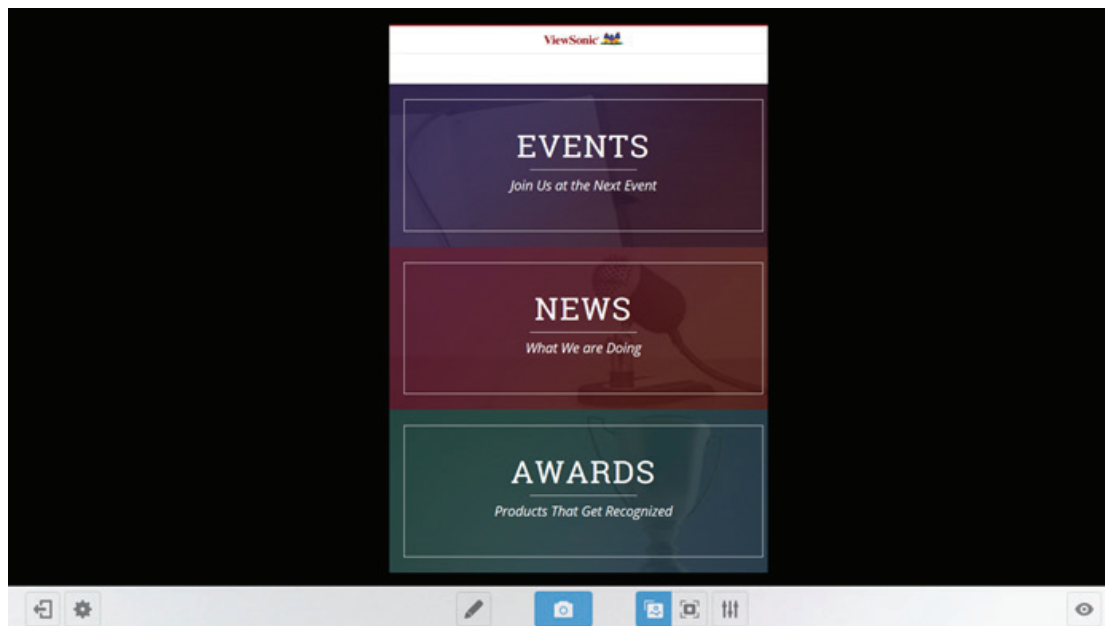 ViewSonic
EVENTS
Join Us at the Next Event
NEWS
What We are Doing
AWARDS
Products That Get Recognized